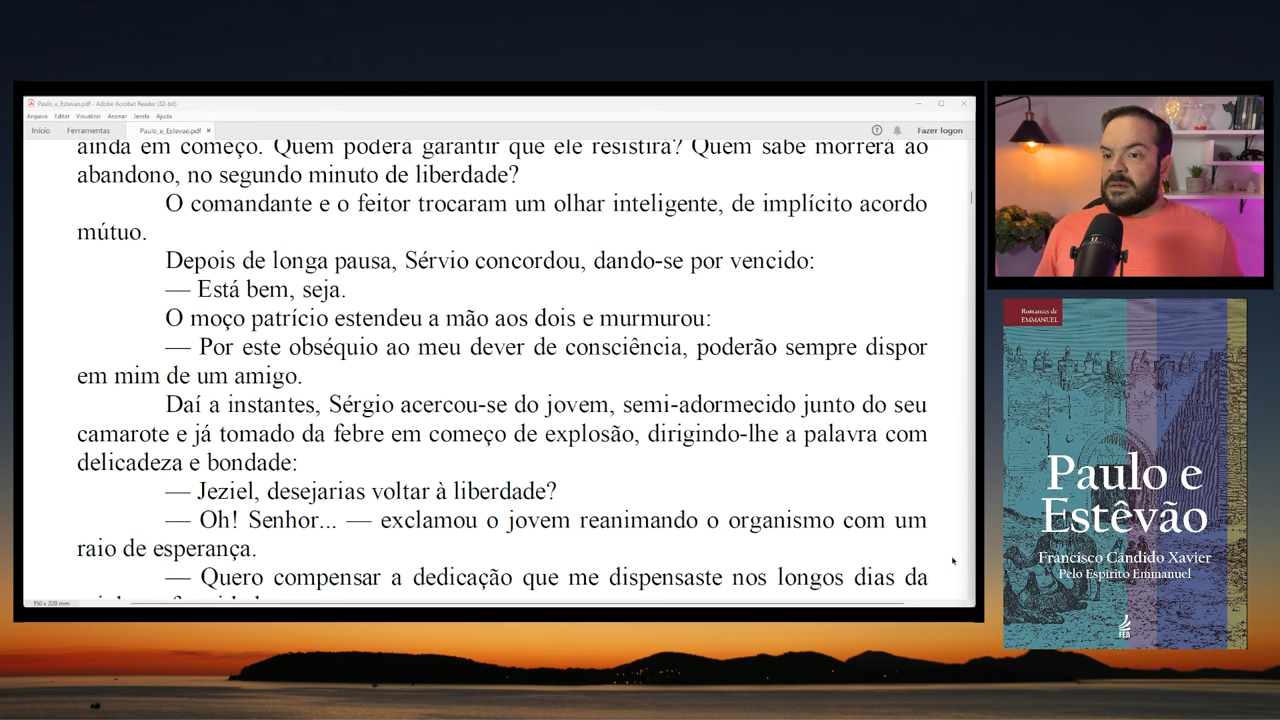 Paulo_e_Estevao.pdf - Adobe Acrobat Reader (32-bit)
Arquivo Editar Visualizar Assinar Janela Ajuda
Início Ferramentas Paulo_e_Estevao.pdf × Fazer logon
ainda em começo. Quem poderá garantir que ele resistirá? Quem sabe morrerá ao
abandono, no segundo minuto de liberdade?
O comandante e o feitor trocaram um olhar inteligente, de implícito acordo
mútuo.
Depois de longa pausa, Sérvio concordou, dando-se por vencido:
— Está bem, seja.
O moço patrício estendeu a mão aos dois e murmurou:
— Por este obséquio ao meu dever de consciência, poderão sempre dispor
em mim de um amigo.
Daí a instantes, Sérgio acercou-se do jovem, semi-adormecido junto do seu
camarote e já tomado da febre em começo de explosão, dirigindo-lhe a palavra com
delicadeza e bondade:
— Jeziel, desejarias voltar à liberdade?
— Oh! Senhor... — exclamou o jovem reanimando o organismo com um
raio de esperança.
— Quero compensar a dedicação que me dispensaste nos longos dias da
150 x 220 mm
Romances de
EMMANUEL
Paulo e
Estêvão
Francisco Cândido Xavier
Pelo Espírito Emmanuel
FEB